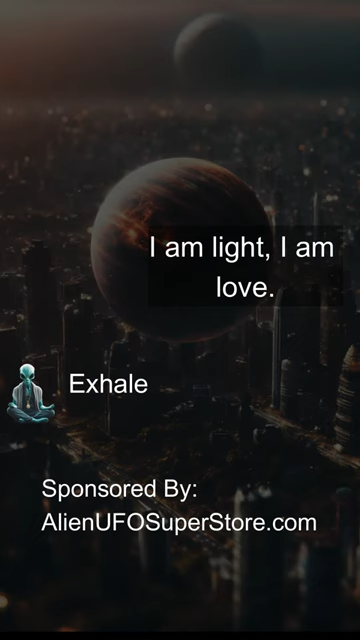 I am light, I am
love.
Exhale
Sponsored By:
AlienUFOSuperStore.com